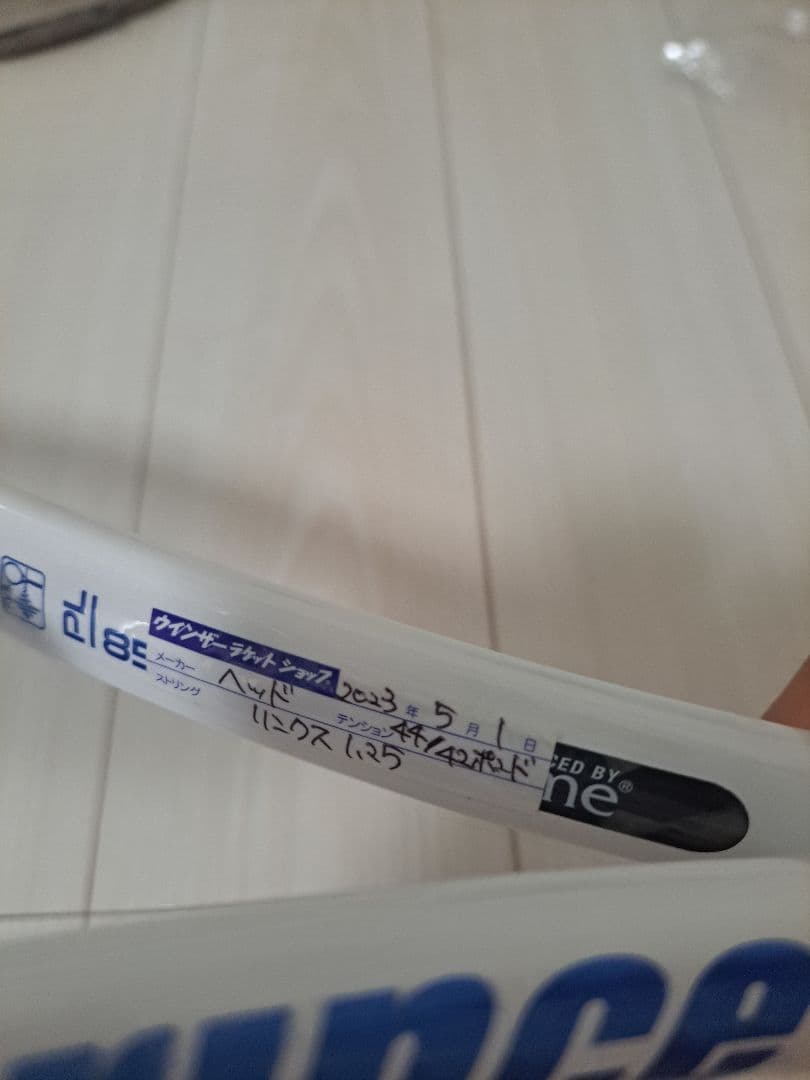 PL
85
ウインザーラケットショップ
メーカー ヘッド 2023年 5月 1日
ストリング リンクス 1.25 テンション 44/42ポンド
CED BY
ne®
ince